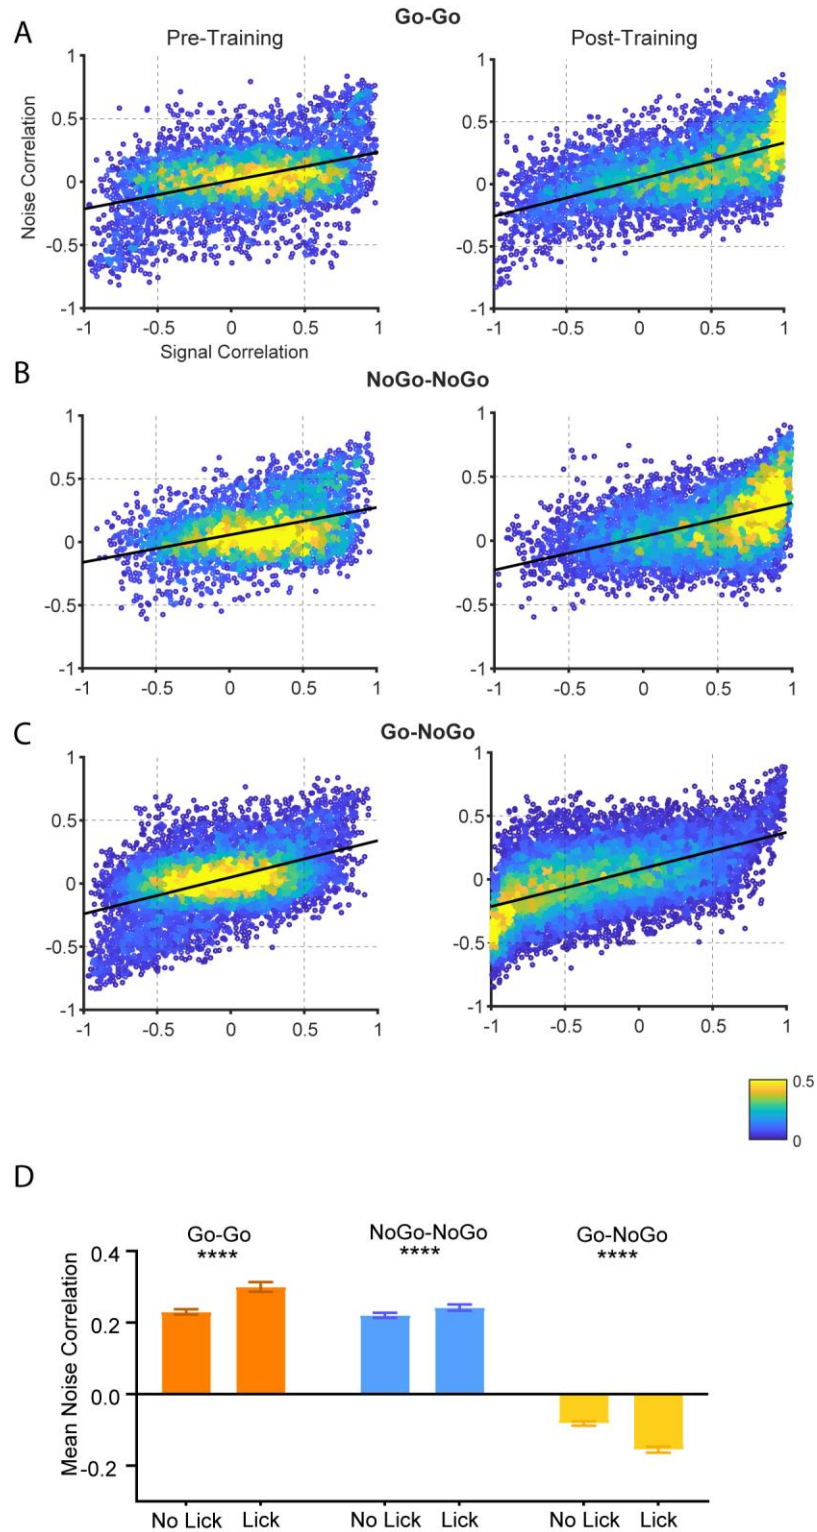 A
Go-Go
Pre-Training
Post-Training
Noise Correlation
1
0.5
0
-0.5
-1
-1 -0.5 0 0.5 1
Signal Correlation
1
0.5
0
-0.5
-1
-1 -0.5 0 0.5 1
B
NoGo-NoGo
1
0.5
0
-0.5
-1
-1 -0.5 0 0.5 1
1
0.5
0
-0.5
-1
-1 -0.5 0 0.5 1
C
Go-NoGo
1
0.5
0
-0.5
-1
-1 -0.5 0 0.5 1
1
0.5
0
-0.5
-1
-1 -0.5 0 0.5 1
0.5
0
D
Mean Noise Correlation
0.4
0.2
0.0
-0.2
Go-Go
****
NoGo-NoGo
****
Go-NoGo
****
No Lick Lick No Lick Lick No Lick Lick